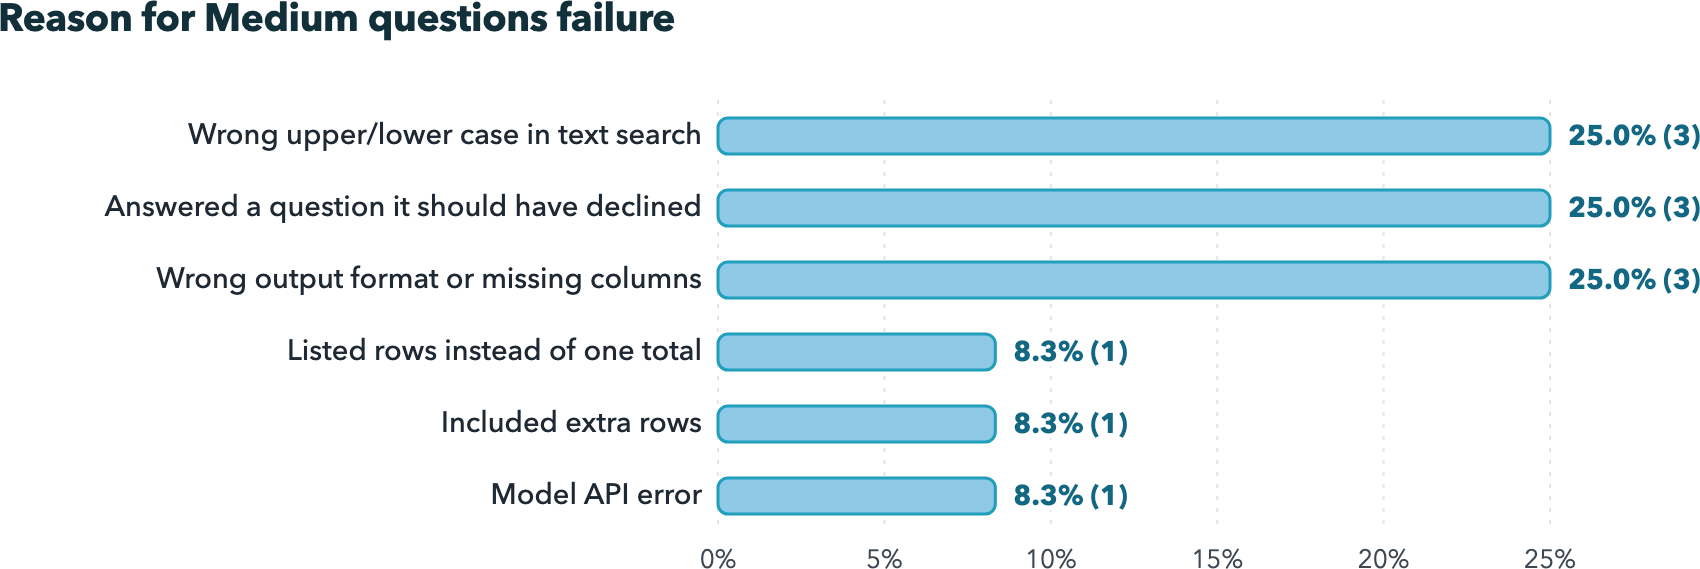 Reason for Medium questions failure
Wrong upper/lower case in text search 25.0% (3)
Answered a question it should have declined 25.0% (3)
Wrong output format or missing columns 25.0% (3)
Listed rows instead of one total 8.3% (1)
Included extra rows 8.3% (1)
Model API error 8.3% (1)
0% 5% 10% 15% 20% 25%